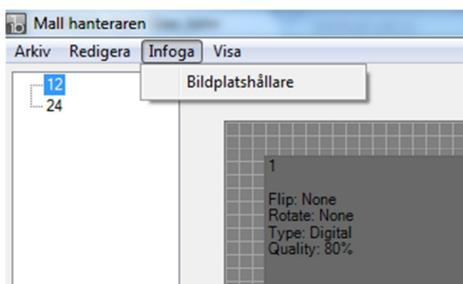 Mall hanteraren
Arkiv Redigera Infoga Visa
Bildplatshållare
12
24
1
Flip: None
Rotate: None
Type: Digital
Quality: 80%